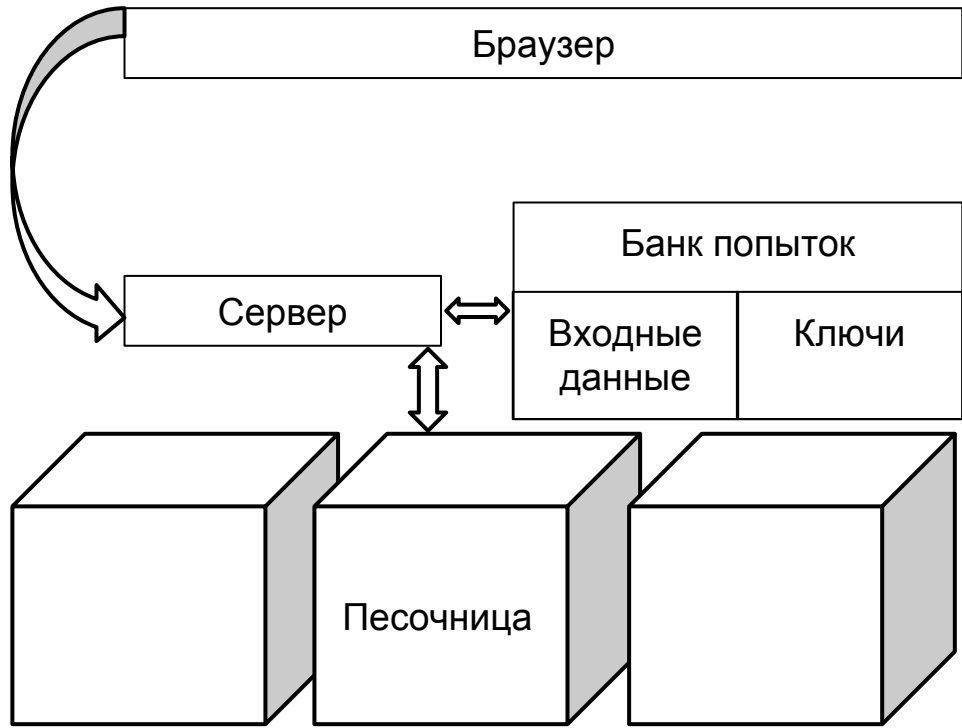 Браузер
Банк попыток
Сервер
Входные
данные
Ключи
Песочница